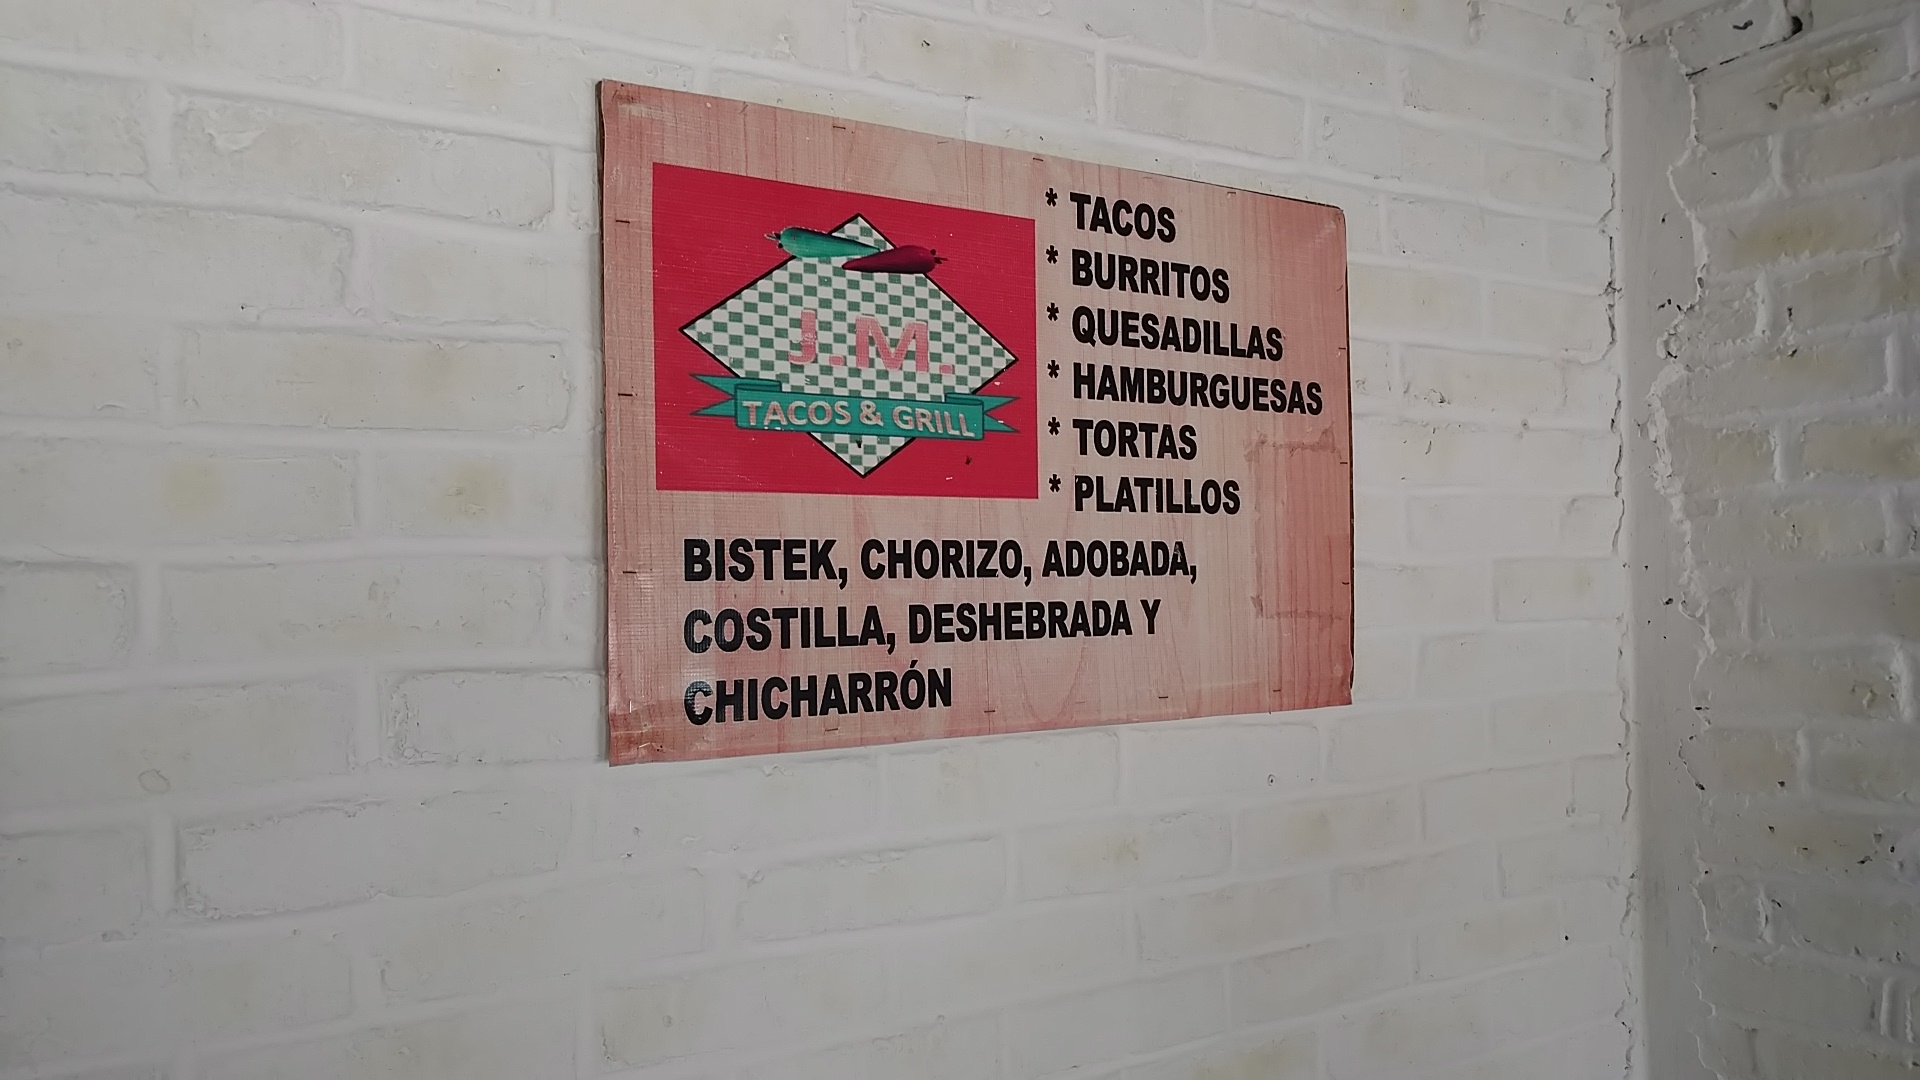 J.M.
TACOS & GRILL
* TACOS
* BURRITOS
* QUESADILLAS
* HAMBURGUESAS
* TORTAS
* PLATILLOS
BISTEK, CHORIZO, ADOBADA,
COSTILLA, DESHEBRADA Y
CHICHARRÓN